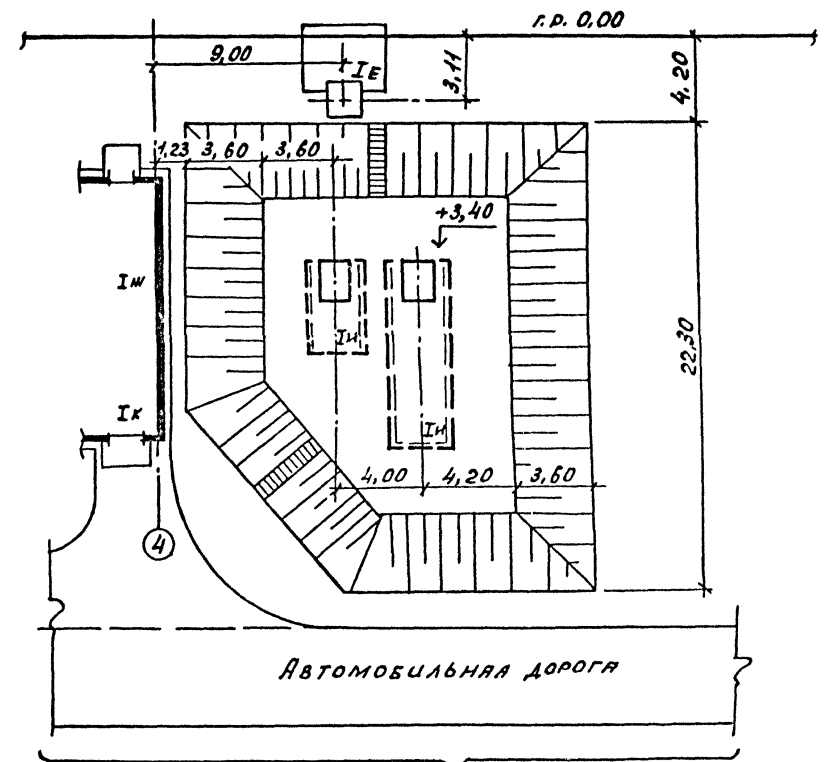 г.р. 0,00
9,00
Iе
3,11
4,20
1,23 3,60 3,60
+3,40
Iж
Iи
22,30
Iк
Iи
4,00 4,20 3,60
4
Автомобильная дорога